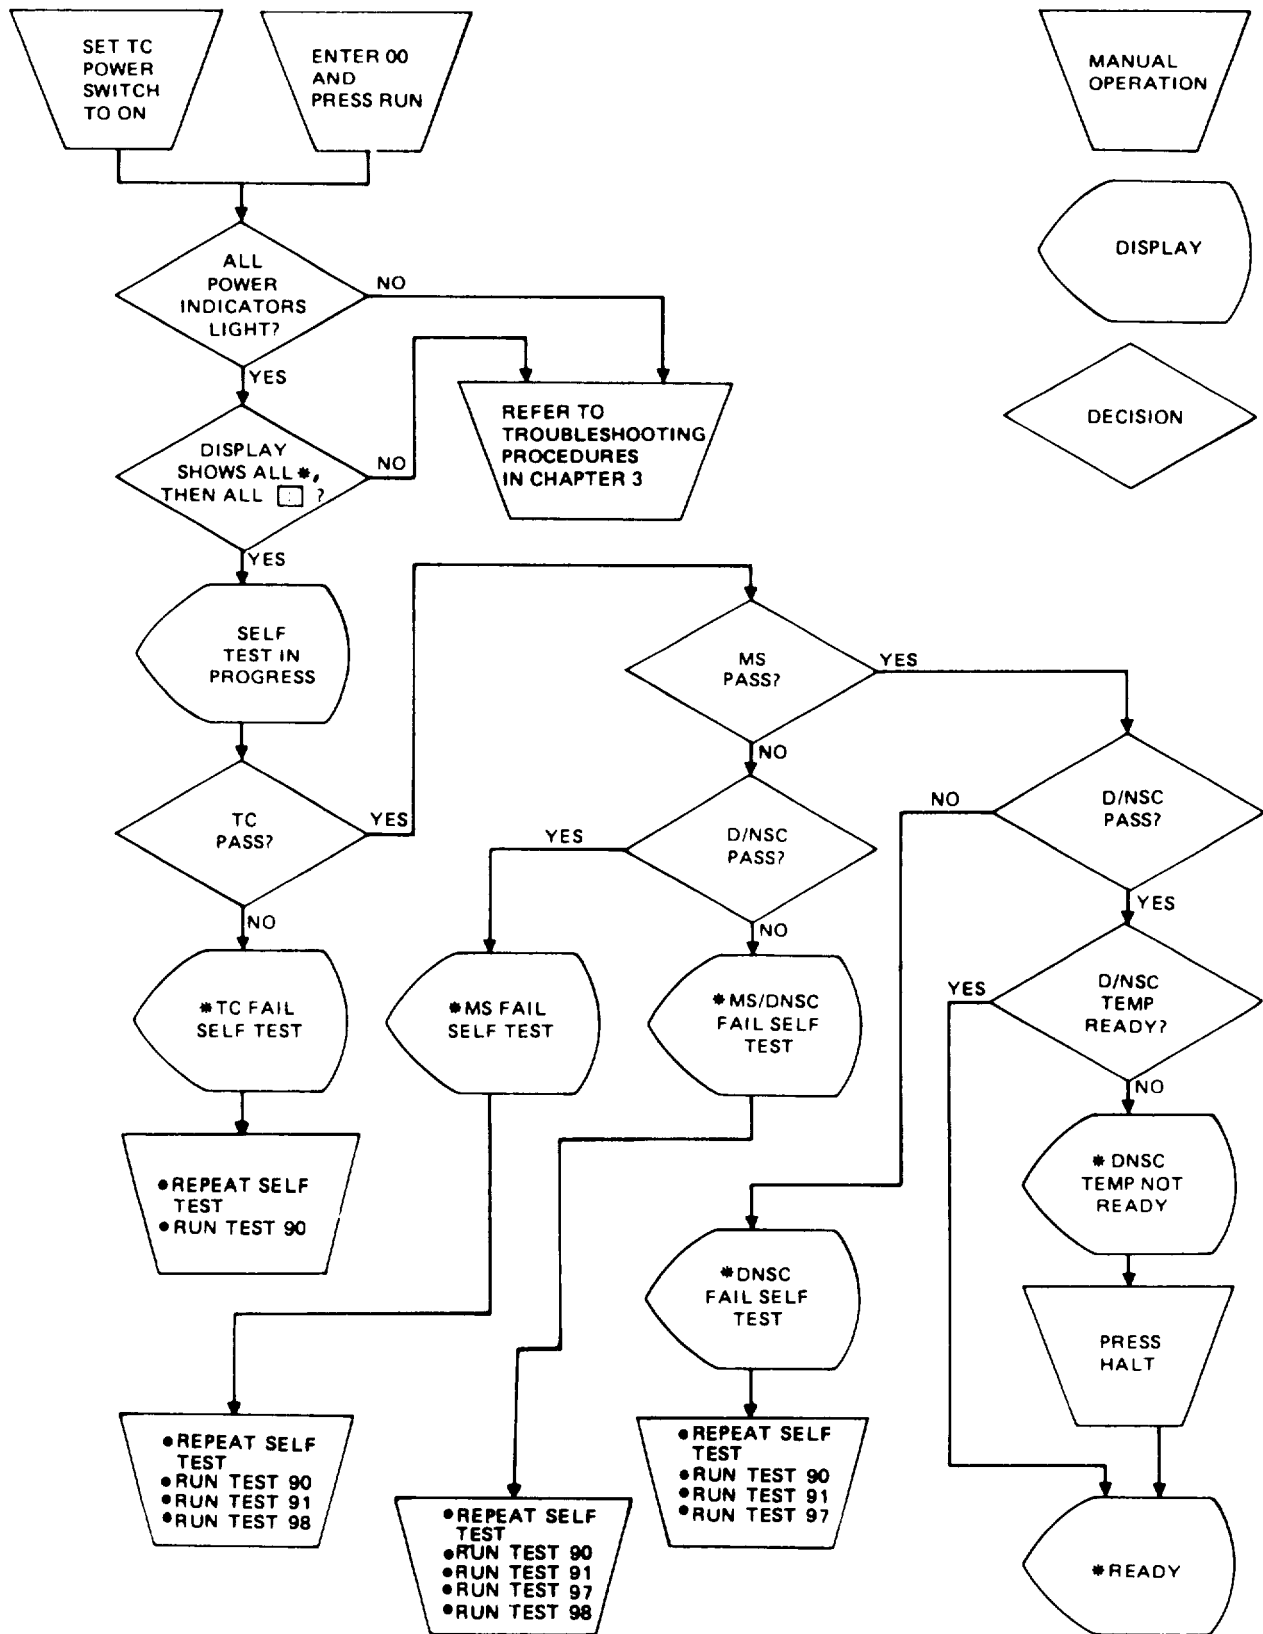 SET TC
POWER
SWITCH
TO ON
ENTER 00
AND
PRESS RUN
MANUAL
OPERATION
DISPLAY
DECISION
ALL
POWER
INDICATORS
LIGHT?
NO
YES
REFER TO
TROUBLESHOOTING
PROCEDURES
IN CHAPTER 3
DISPLAY
SHOWS ALL *,
THEN ALL [:] ?
NO
YES
SELF
TEST IN
PROGRESS
TC
PASS?
YES
NO
*TC FAIL
SELF TEST
●REPEAT SELF
TEST
●RUN TEST 90
MS
PASS?
YES
NO
D/NSC
PASS?
YES
NO
*MS FAIL
SELF TEST
●REPEAT SELF
TEST
●RUN TEST 90
●RUN TEST 91
●RUN TEST 98
*MS/DNSC
FAIL SELF
TEST
●REPEAT SELF
TEST
●RUN TEST 90
●RUN TEST 91
●RUN TEST 97
●RUN TEST 98
D/NSC
PASS?
NO
YES
*DNSC
FAIL SELF
TEST
●REPEAT SELF
TEST
●RUN TEST 90
●RUN TEST 91
●RUN TEST 97
D/NSC
TEMP
READY?
YES
NO
*DNSC
TEMP NOT
READY
PRESS
HALT
*READY